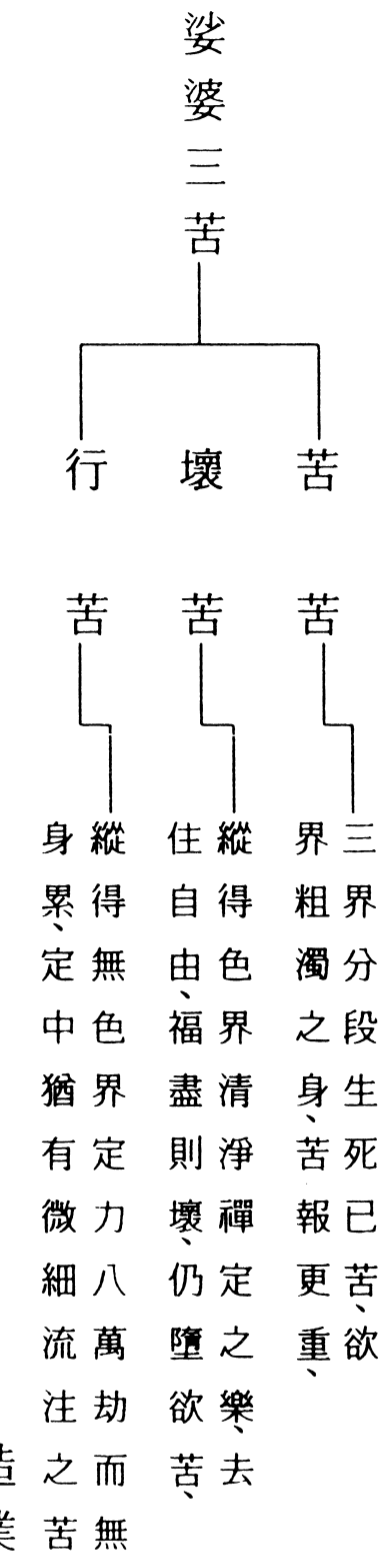 娑婆三苦
苦苦
三界分段生死已苦、欲
界粗濁之身、苦報更重、
壞苦
縱得色界清淨禪定之樂、去
住自由、福盡則壞、仍墮欲苦、
行苦
縱得無色界定力八萬劫而無
身累、定中猶有微細流注之苦